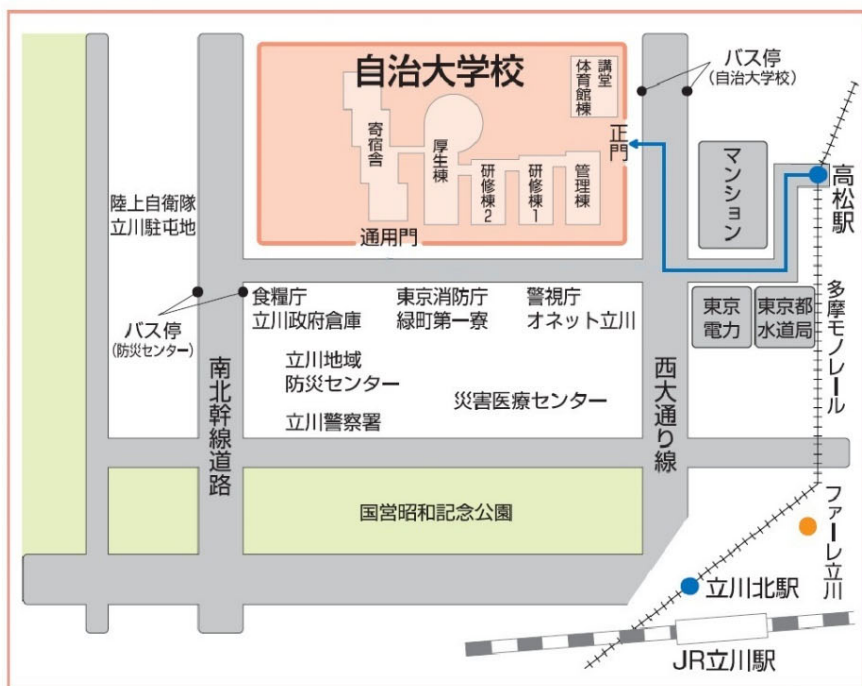 自治大学校
講堂
体育館棟
寄宿舎
厚生棟
研修棟2
研修棟1
管理棟
正門
通用門
バス停
(自治大学校)
マンション
高松駅
陸上自衛隊
立川駐屯地
バス停
(防災センター)
食糧庁
立川政府倉庫
東京消防庁
緑町第一寮
警視庁
オネット立川
東京
電力
東京都
水道局
多摩モノレール
立川地域
防災センター
災害医療センター
立川警察署
南北幹線道路
西大通り線
国営昭和記念公園
ファーレ立川
立川北駅
JR立川駅